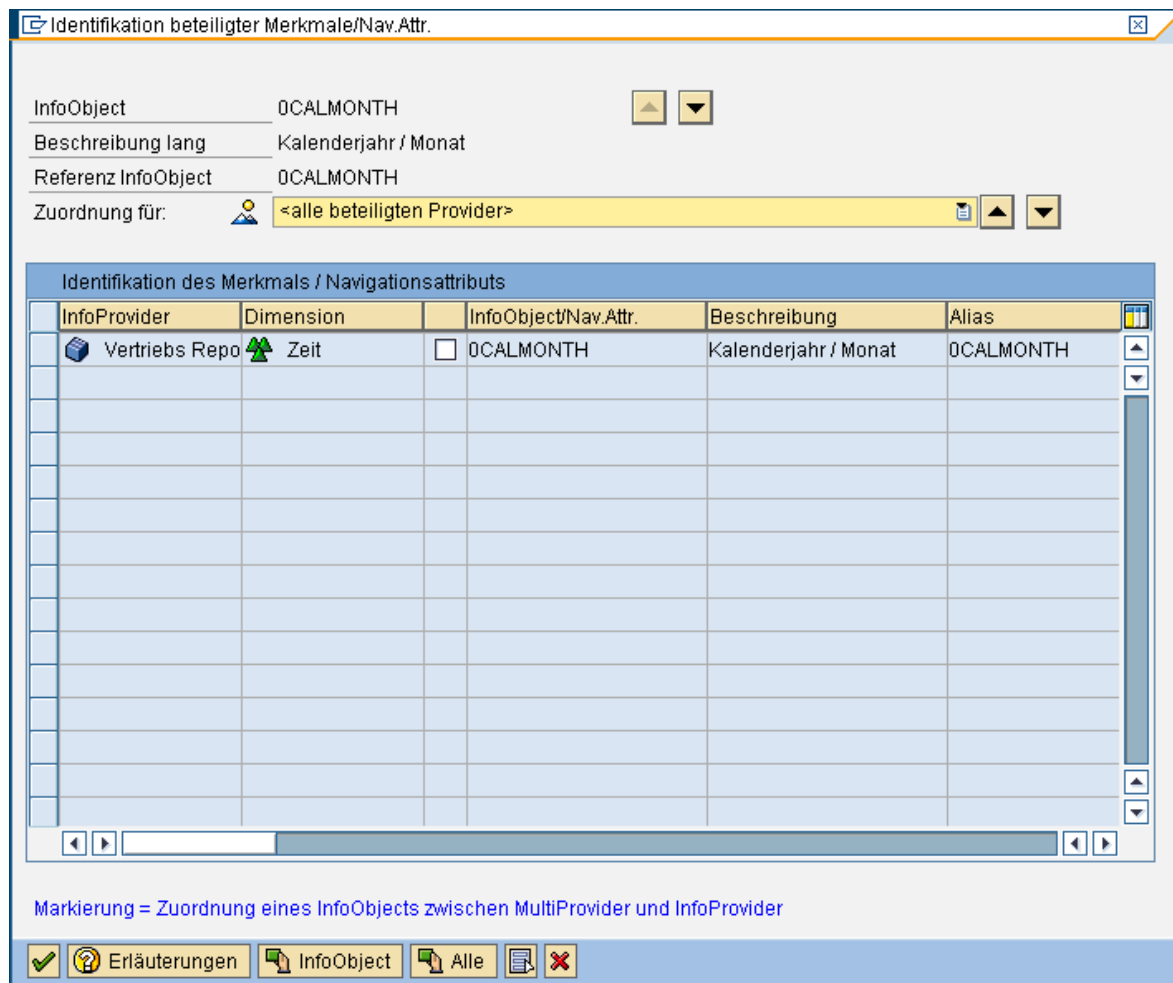 Identifikation beteiligter Merkmale/Nav.Attr.
InfoObject 0CALMONTH
Beschreibung lang Kalenderjahr / Monat
Referenz InfoObject 0CALMONTH
Zuordnung für: <alle beteiligten Provider>
Identifikation des Merkmals / Navigationsattributs
InfoProvider Dimension InfoObject/Nav.Attr. Beschreibung Alias
Vertriebs Repo Zeit 0CALMONTH Kalenderjahr / Monat 0CALMONTH
Markierung = Zuordnung eines InfoObjects zwischen MultiProvider und InfoProvider
Erläuterungen InfoObject Alle